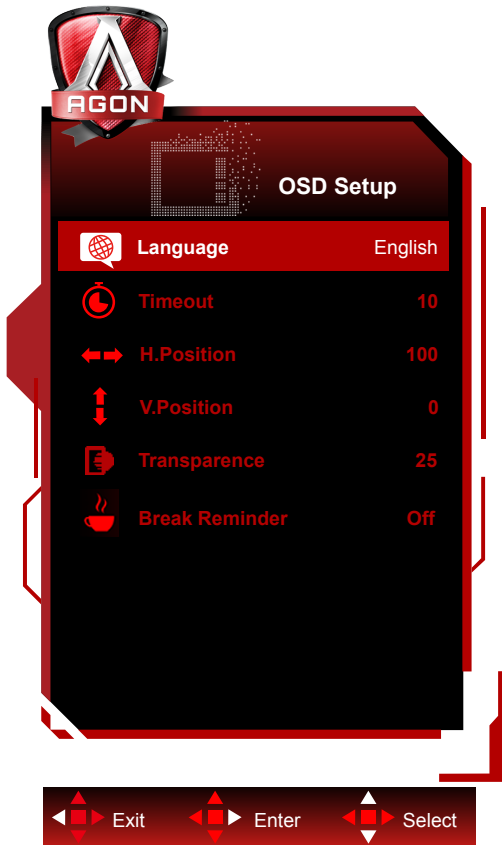 AGON
OSD Setup
Language English
Timeout 10
H.Position 100
V.Position 0
Transparence 25
Break Reminder Off
Exit Enter Select